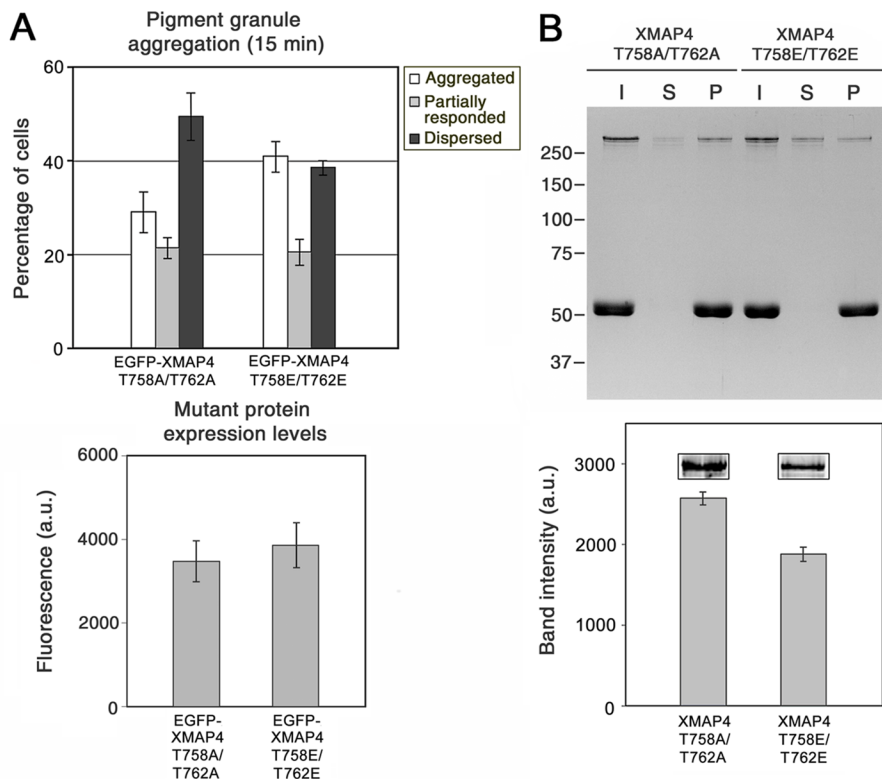 A
Pigment granule
aggregation (15 min)
Percentage of cells
60
40
20
0
Aggregated
Partially
responded
Dispersed
EGFP-XMAP4
T758A/T762A
EGFP-XMAP4
T758E/T762E
Mutant protein
expression levels
Fluorescence (a.u.)
6000
4000
2000
0
EGFP-
XMAP4
T758A/
T762A
EGFP-
XMAP4
T758E/
T762E
B
XMAP4
T758A/T762A
XMAP4
T758E/T762E
I S P I S P
250
150
100
75
50
37
Band intensity (a.u.)
3000
2000
1000
0
XMAP4
T758A/
T762A
XMAP4
T758E/
T762E